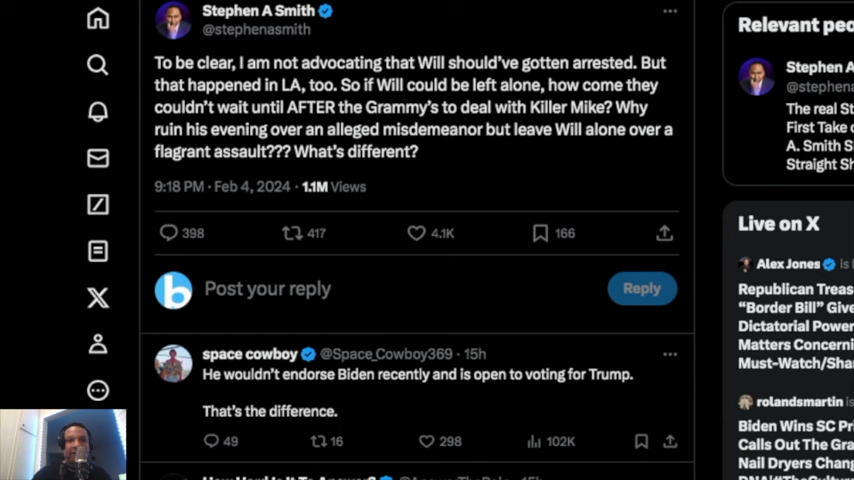 Stephen A Smith
@stephenasmith
To be clear, I am not advocating that Will should've gotten arrested. But
that happened in LA, too. So if Will could be left alone, how come they
couldn't wait until AFTER the Grammy's to deal with Killer Mike? Why
ruin his evening over an alleged misdemeanor but leave Will alone over a
flagrant assault??? What's different?
9:18 PM · Feb 4, 2024 · 1.1M Views
398 417 4.1K 166
Post your reply
Reply
space cowboy @Space_Cowboy369 · 15h
He wouldn't endorse Biden recently and is open to voting for Trump.
That's the difference.
49 16 298 102K
Relevant peo
Stephen A
@stephena
The real St
First Take c
A. Smith S
Straight Sh
Live on X
Alex Jones is h
Republican Treas
"Border Bill" Give
Dictatorial Power
Matters Concerni
Must-Watch/Sha
rolandsmartin is
Biden Wins SC Pri
Calls Out The Gra
Nail Dryers Chang